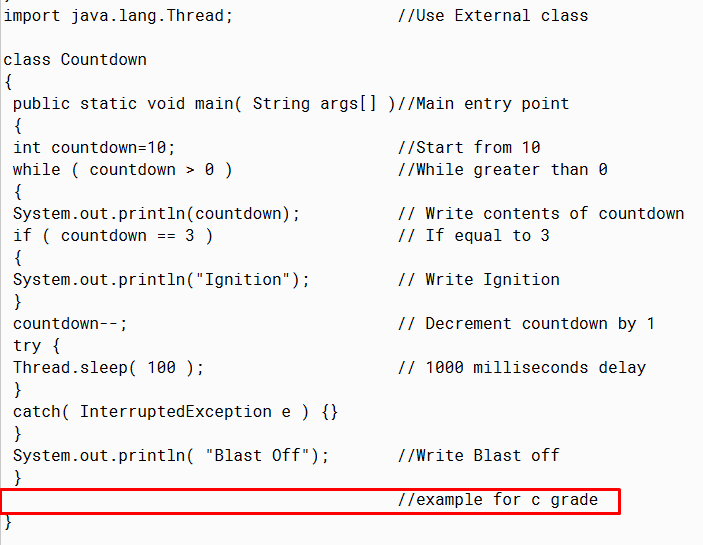 import java.lang.Thread; //Use External class
class Countdown
{
public static void main( String args[] )//Main entry point
{
int countdown=10; //Start from 10
while ( countdown > 0 ) //While greater than 0
{
System.out.println(countdown); // Write contents of countdown
if ( countdown == 3 ) // If equal to 3
{
System.out.println("Ignition"); // Write Ignition
}
countdown--; // Decrement countdown by 1
try {
Thread.sleep( 100 ); // 1000 milliseconds delay
}
catch( InterruptedException e ) {}
}
System.out.println( "Blast Off"); //Write Blast off
}
//example for c grade
}